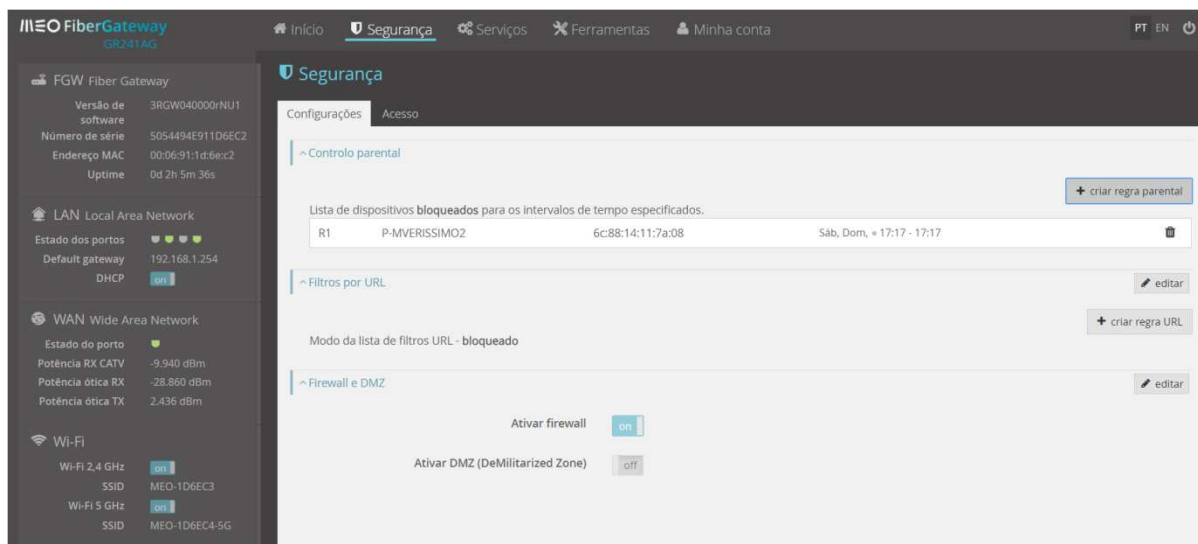 MEO FiberGateway
GR241AG
Início
Segurança
Serviços
Ferramentas
Minha conta
PT EN
FGW Fiber Gateway
Versão de software 3RGW040000rNU1
Número de série 5054494E911D6EC2
Endereço MAC 00:06:91:1d:6e:c2
Uptime 0d 2h 5m 36s
LAN Local Area Network
Estado dos portos
Default gateway 192.168.1.254
DHCP on
WAN Wide Area Network
Estado do porto
Potência RX CATV -9.940 dBm
Potência ótica RX -28.860 dBm
Potência ótica TX 2.436 dBm
Wi-Fi
Wi-Fi 2,4 GHz on
SSID MEO-1D6EC3
Wi-Fi 5 GHz on
SSID MEO-1D6EC4-5G
Segurança
Configurações Acesso
Controlo parental
+ criar regra parental
Lista de dispositivos bloqueados para os intervalos de tempo especificados.
R1 P-MVERISSIMO2 6c:88:14:11:7a:08 Sáb, Dom, » 17:17 - 17:17
Filtros por URL
editar
+ criar regra URL
Modo da lista de filtros URL - bloqueado
Firewall e DMZ
editar
Ativar firewall on
Ativar DMZ (DeMilitarized Zone) off